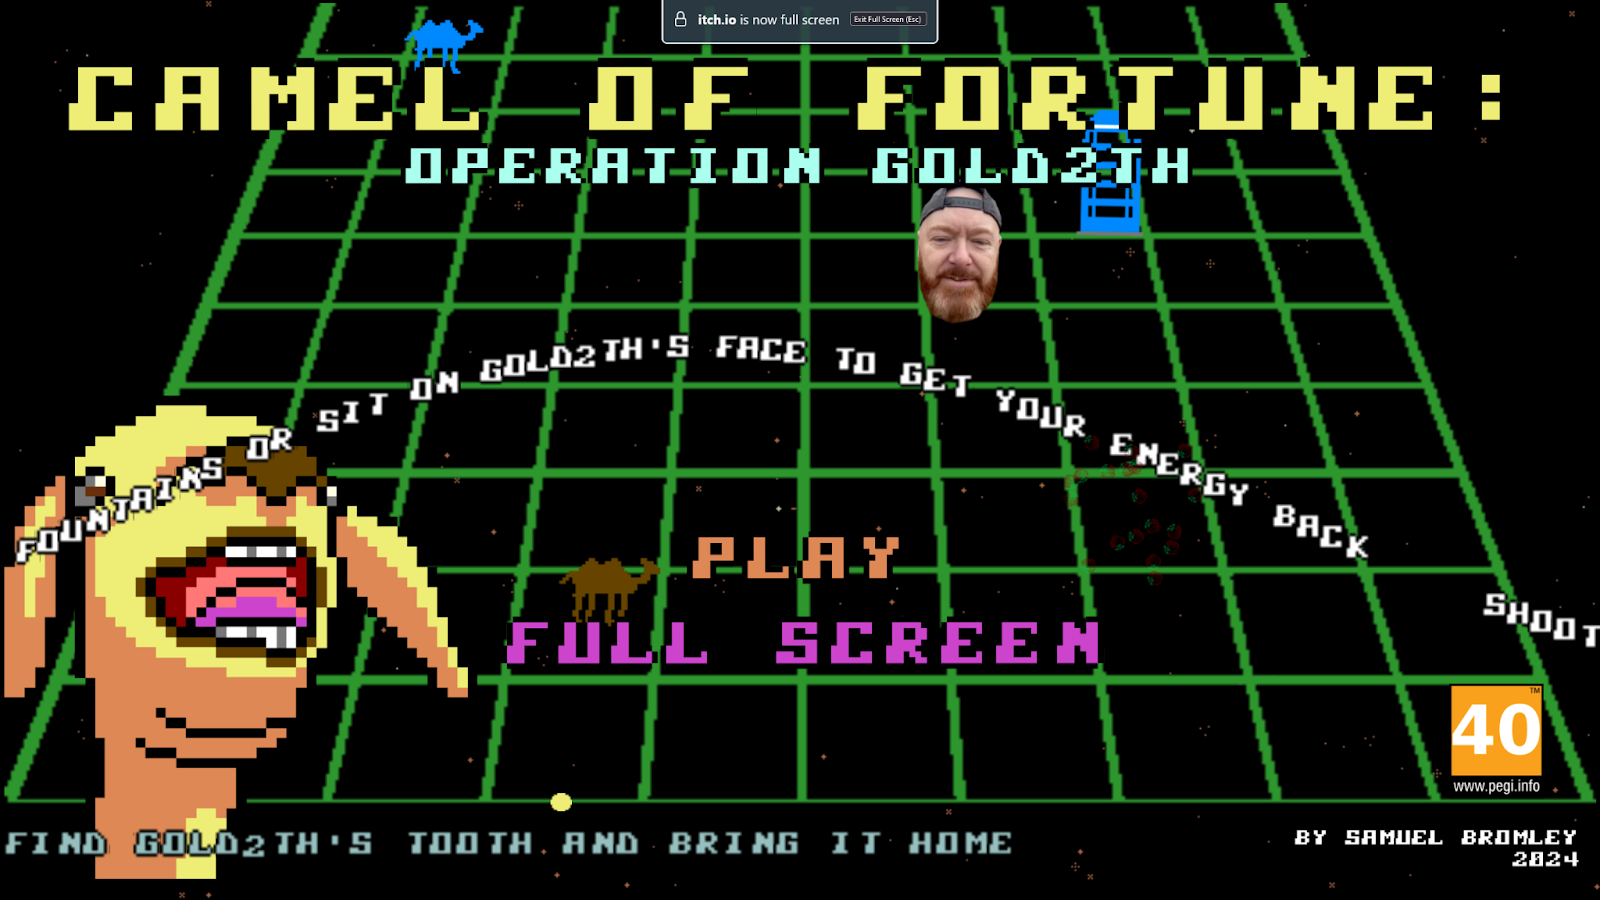 itch.io is now full screen Exit Full Screen (Esc)
CAMEL OF FORTUNE:
OPERATION GOLD2TH
FOUNTAINS OR SIT ON GOLD2TH'S FACE TO GET YOUR ENERGY BACK
SHOOT
PLAY
FULL SCREEN
TM
40
www.pegi.info
FIND GOLD2TH'S TOOTH AND BRING IT HOME
BY SAMUEL BROMLEY
2024